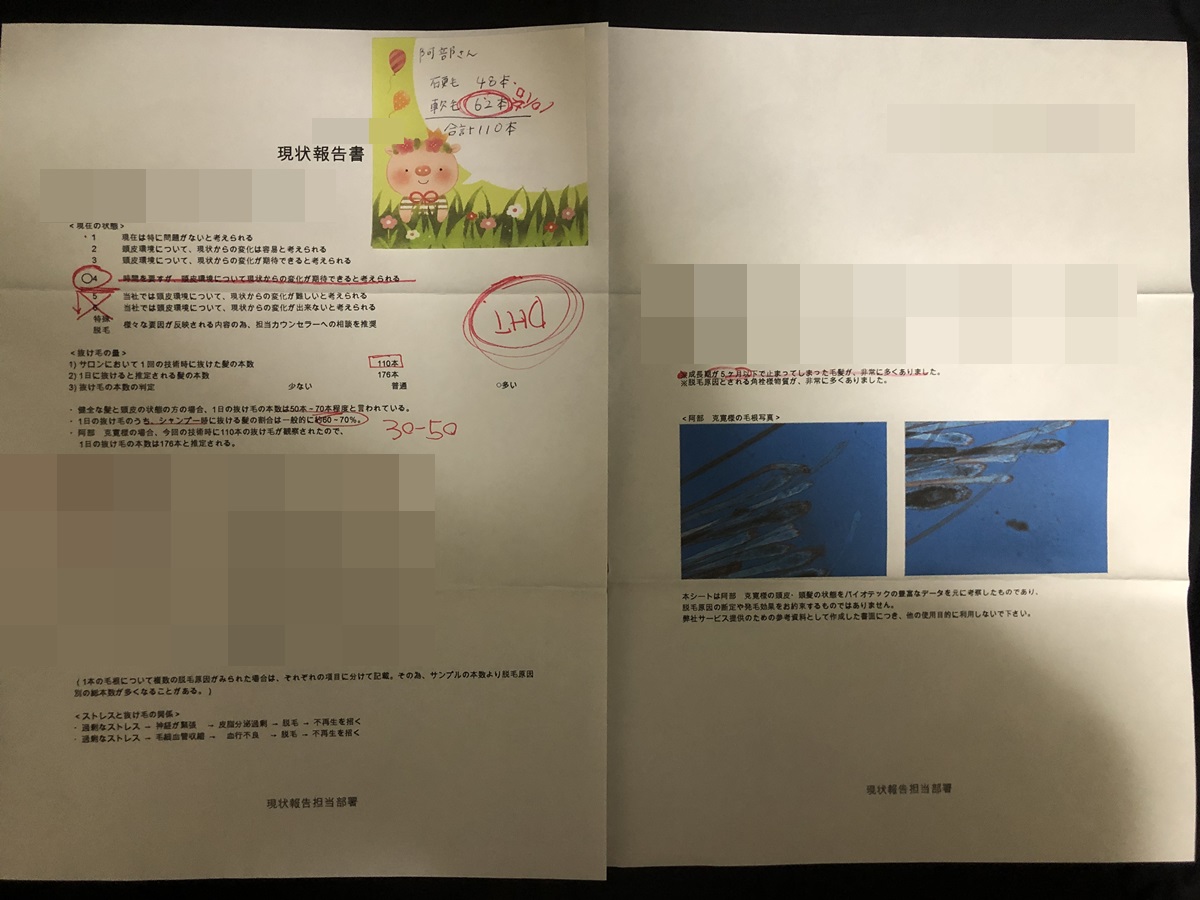 阿部さん
硬毛 48本
軟毛 62本
合計110本
現状報告書
<現在の状態>
・1 現在は特に問題がないと考えられる
2 頭皮環境について、現状からの変化は容易と考えられる
3 頭皮環境について、現状からの変化が期待できると考えられる
○4 時間を要すが、頭皮環境について現状からの変化が期待できると考えられる
5 当社では頭皮環境について、現状からの変化が難しいと考えられる
6 当社では頭皮環境について、現状からの変化が出来ないと考えられる
特殊脱毛 様々な要因が反映される内容の為、担当カウンセラーへの相談を推奨
DHT
<抜け毛の量>
1) サロンにおいて1回の技術時に抜けた髪の本数 110本
2) 1日に抜けると推定される髪の本数 176本
3) 抜け毛の本数の判定 少ない 普通 ○多い
・健全な髪と頭皮の状態の方の場合、1日の抜け毛の本数は50本~70本程度と言われている。
・1日の抜け毛のうち、シャンプー時に抜ける髪の割合は一般的に約60~70%。
30-50
・阿部 克寛様の場合、今回の技術時に110本の抜け毛が観察されたので、
1日の抜け毛の本数は176本と推定される。
(1本の毛根について複数の脱毛原因がみられた場合は、それぞれの項目に分けて記載。その為、サンプルの本数より脱毛原因
別の総本数が多くなることがある。)
<ストレスと抜け毛の関係>
・過剰なストレス → 神経が緊張 → 皮脂分泌過剰 → 脱毛 → 不再生を招く
・過剰なストレス → 毛細血管収縮 → 血行不良 → 脱毛 → 不再生を招く
現状報告担当部署
※成長期が5ヶ月以下で止まってしまった毛髪が、非常に多くありました。
※脱毛原因とされる角栓様物質が、非常に多くありました。
<阿部 克寛様の毛根写真>
本シートは阿部 克寛様の頭皮・頭髪の状態をバイオテックの豊富なデータを元に考察したものであり、
脱毛原因の断定や発毛効果をお約束するものではありません。
弊社サービス提供のための参考資料として作成した書面につき、他の使用目的に利用しないで下さい。
現状報告担当部署